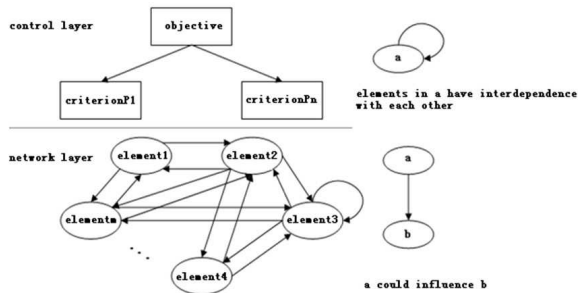 control layer
objective
a
criterionP1
criterionPn
elements in a have interdependence
with each other
network layer
element1
element2
a
elementm
element3
b
...
element4
a could influence b